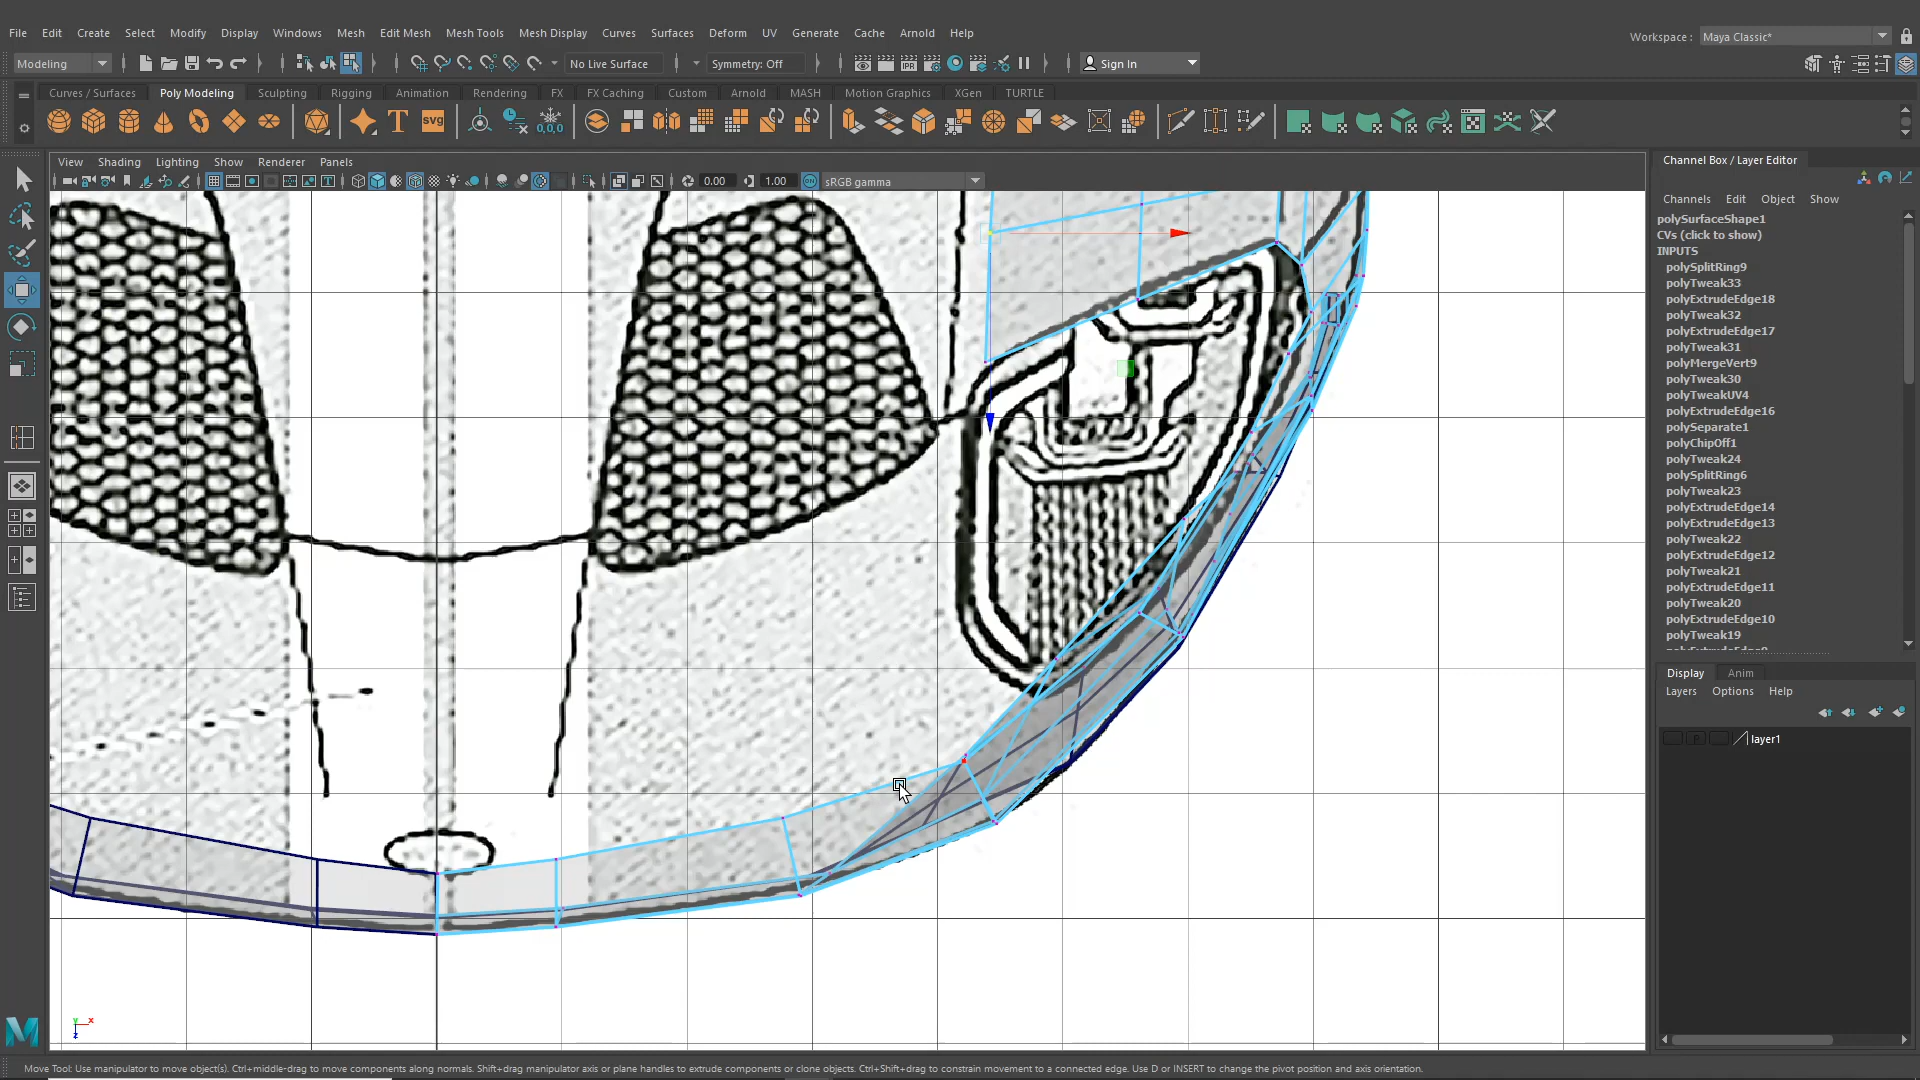 File Edit Create Select Modify Display Windows Mesh Edit Mesh Mesh Tools Mesh Display Curves Surfaces Deform UV Generate Cache Arnold Help
Workspace : Maya Classic*
Modeling No Live Surface Symmetry: Off Sign In
Curves / Surfaces Poly Modeling Sculpting Rigging Animation Rendering FX FX Caching Custom Arnold MASH Motion Graphics XGen TURTLE
T svg 0,0,0
View Shading Lighting Show Renderer Panels
0.00 1.00 sRGB gamma
Channel Box / Layer Editor
Channels Edit Object Show
polySurfaceShape1
CVs (click to show)
INPUTS
polySplitRing9
polyTweak33
polyExtrudeEdge18
polyTweak32
polyExtrudeEdge17
polyTweak31
polyMergeVert9
polyTweak30
polyTweakUV4
polyExtrudeEdge16
polySeparate1
polyChipOff1
polyTweak24
polySplitRing6
polyTweak23
polyExtrudeEdge14
polyExtrudeEdge13
polyTweak22
polyExtrudeEdge12
polyTweak21
polyExtrudeEdge11
polyTweak20
polyExtrudeEdge10
polyTweak19
Display Anim
Layers Options Help
layer1
y x
z
Move Tool: Use manipulator to move object(s). Ctrl+middle-drag to move components along normals. Shift+drag manipulator axis or plane handles to extrude components or clone objects. Ctrl+Shift+drag to constrain movement to a connected edge. Use D or INSERT to change the pivot position and axis orientation.